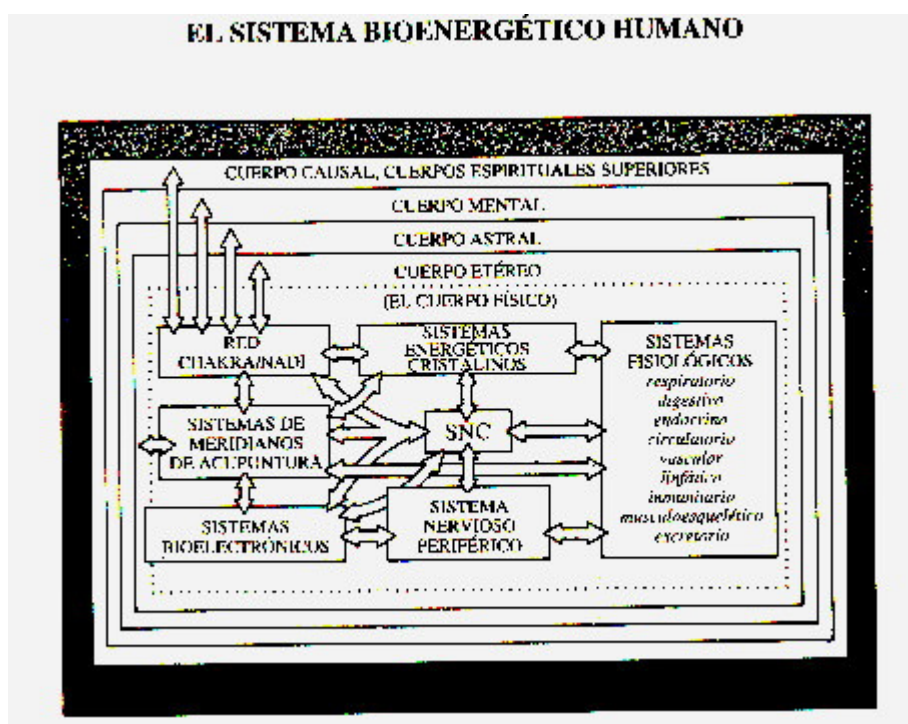 EL SISTEMA BIOENERGÉTICO HUMANO
CUERPO CAUSAL, CUERPOS ESPIRITUALES SUPERIORES
CUERPO MENTAL
CUERPO ASTRAL
CUERPO ETÉREO
(EL CUERPO FÍSICO)
RED
CHAKRA/NADI
SISTEMAS
ENERGÉTICOS
CRISTALINOS
SISTEMAS
FISIOLÓGICOS
respiratorio
digestivo
endocrino
circulatorio
vascular
linfático
inmunitario
musculoesquelético
excretorio
SISTEMAS DE
MERIDIANOS
DE ACUPONTURA
SNC
SISTEMAS
BIOELECTRÓNICOS
SISTEMA
NERVIOSO
PERIFÉRICO